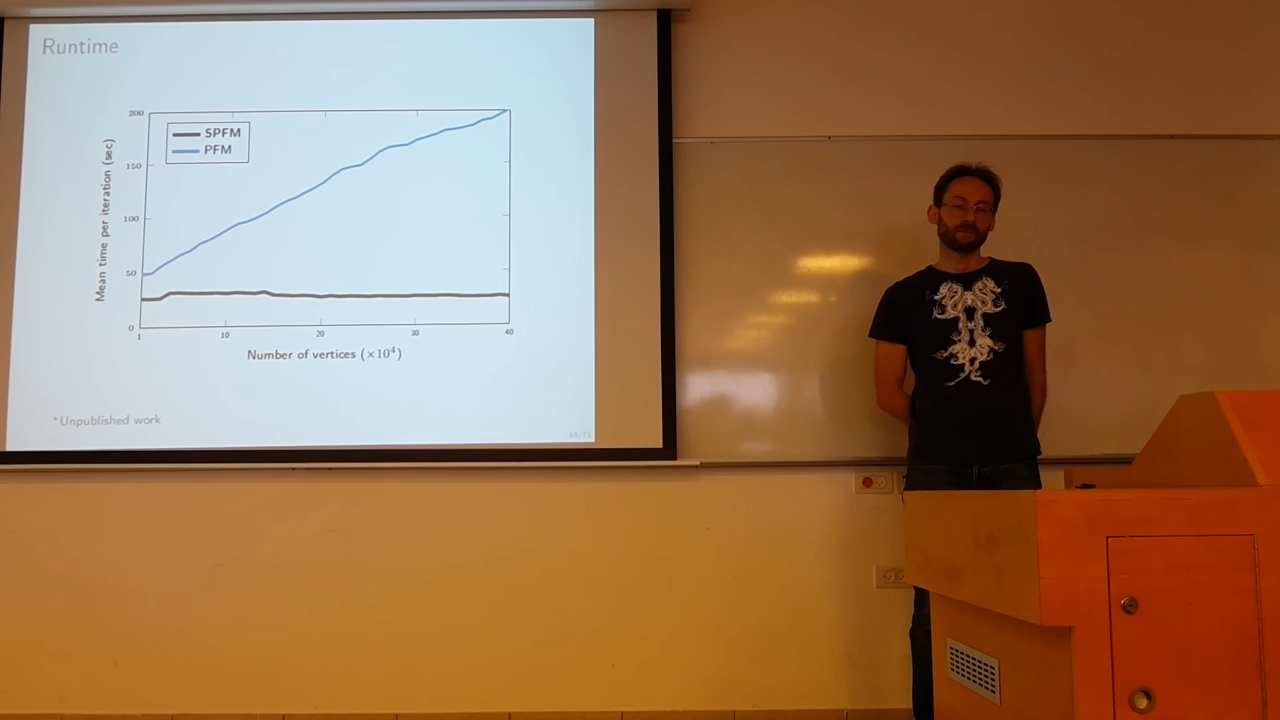 Runtime
200
150
100
50
0
Mean time per iteration (sec)
SPFM
PFM
1
10
20
30
40
Number of vertices (×10⁴)
*Unpublished work